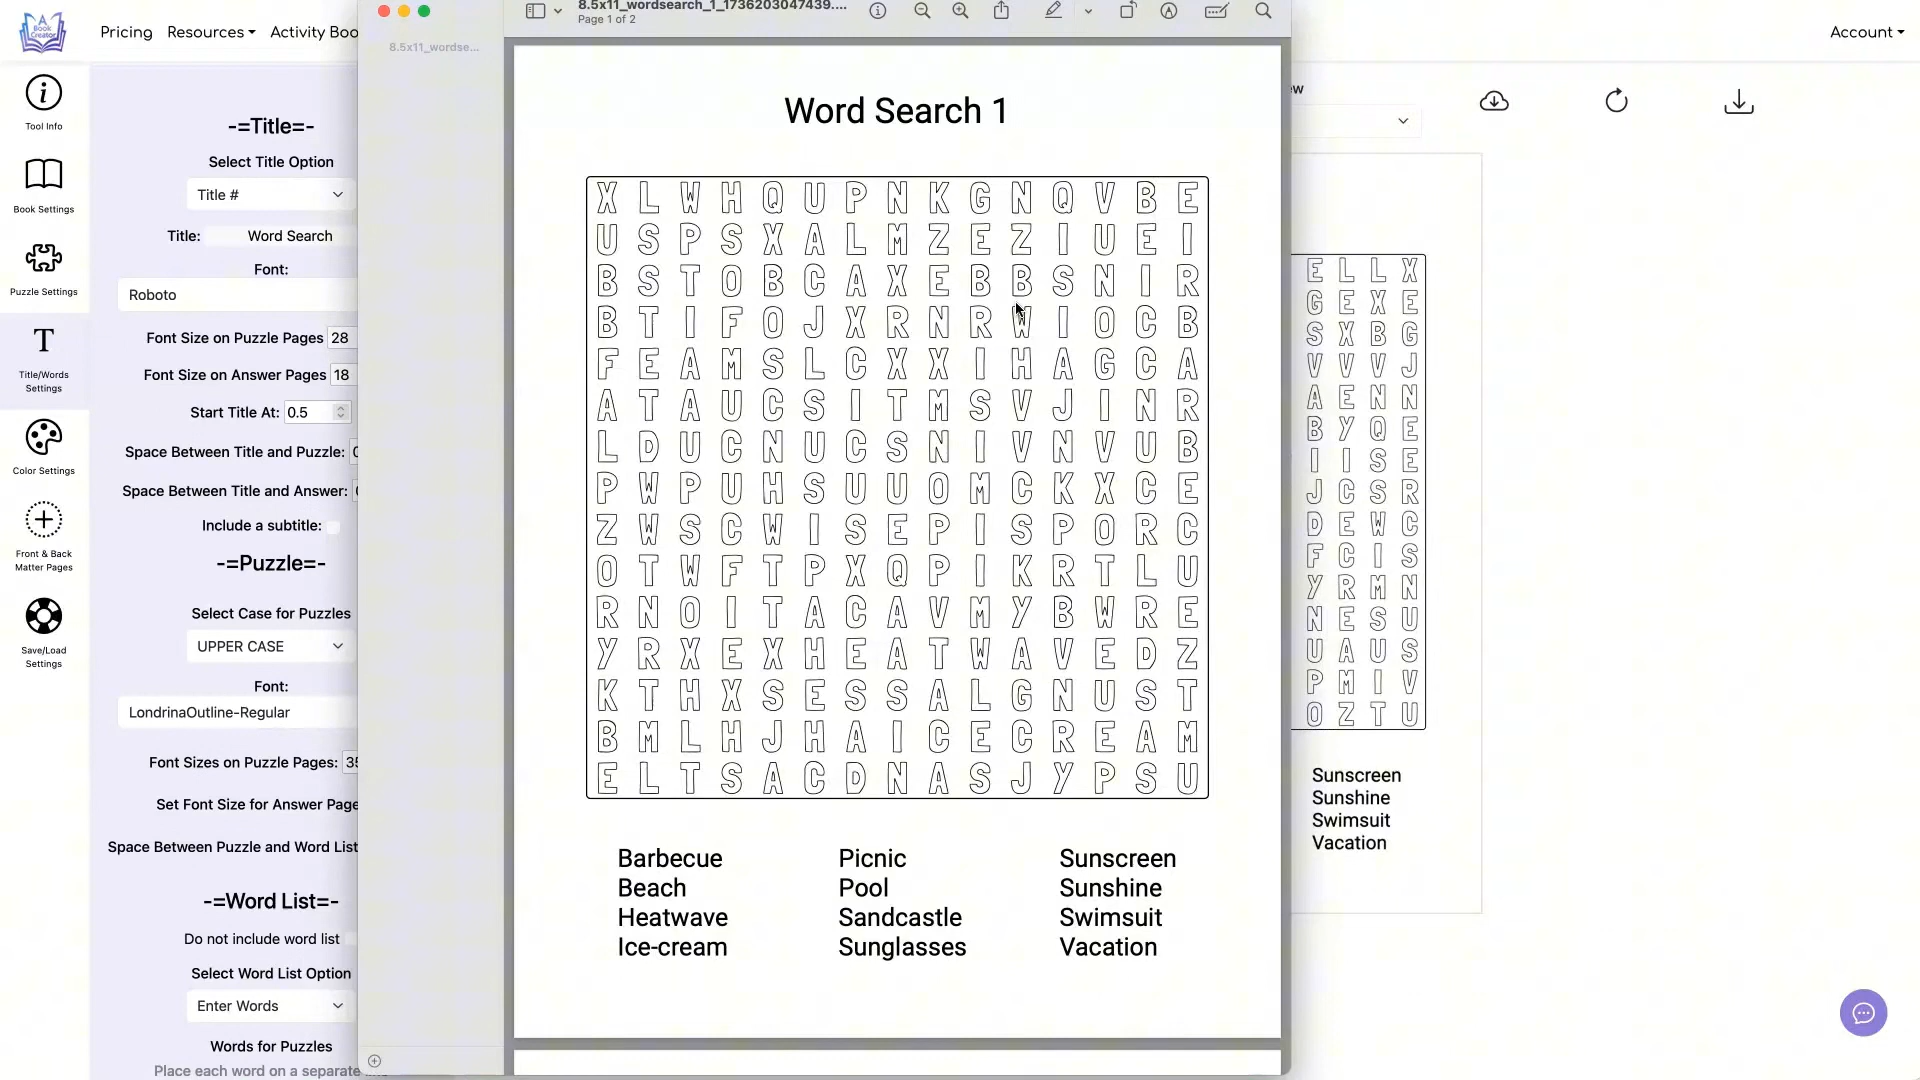 A Book Creator
Pricing
Resources
Activity Boo
Account
Tool Info
Book Settings
Puzzle Settings
T
Title/Words
Settings
Color Settings
Front & Back
Matter Pages
Save/Load
Settings
-=Title=-
Select Title Option
Title #
Title: Word Search
Font:
Roboto
Font Size on Puzzle Pages 28
Font Size on Answer Pages 18
Start Title At: 0.5
Space Between Title and Puzzle:
Space Between Title and Answer:
Include a subtitle:
-=Puzzle=-
Select Case for Puzzles
UPPER CASE
Font:
LondrinaOutline-Regular
Font Sizes on Puzzle Pages: 35
Set Font Size for Answer Page
Space Between Puzzle and Word List
-=Word List=-
Do not include word list
Select Word List Option
Enter Words
Words for Puzzles
Place each word on a separate
8.5x11_wordse...
8.5x11_wordsearch_1_1736203047439....
Page 1 of 2
Word Search 1
X L W H Q U P N K G N Q V B E
U S P S X A L M Z E Z I U E I
B S T O B C A X E B B S N I R
B T I F O J X R N R W I O C B
F E A M S L C X X I H A G C A
A T A U C S I T M S V J I N R
L D U C N U C S N I V N V U B
P W P U H S U U O M C K X C E
Z W S C W I S E P I S P O R C
O T W F T P X Q P I K R T L U
R N O I T A C A V M Y B W R E
Y R X E X H E A T W A V E D Z
K T H X S E S S A L G N U S T
B M L H J H A I C E C R E A M
E L T S A C D N A S J Y P S U
Barbecue
Beach
Heatwave
Ice-cream
Picnic
Pool
Sandcastle
Sunglasses
Sunscreen
Sunshine
Swimsuit
Vacation
ew
E L L X
G E X E
S X B G
V V V J
A E N N
B Y Q E
I I S E
J C S R
D E W C
F C I S
Y R M N
N E S U
U A U S
P M I V
O Z T U
Sunscreen
Sunshine
Swimsuit
Vacation